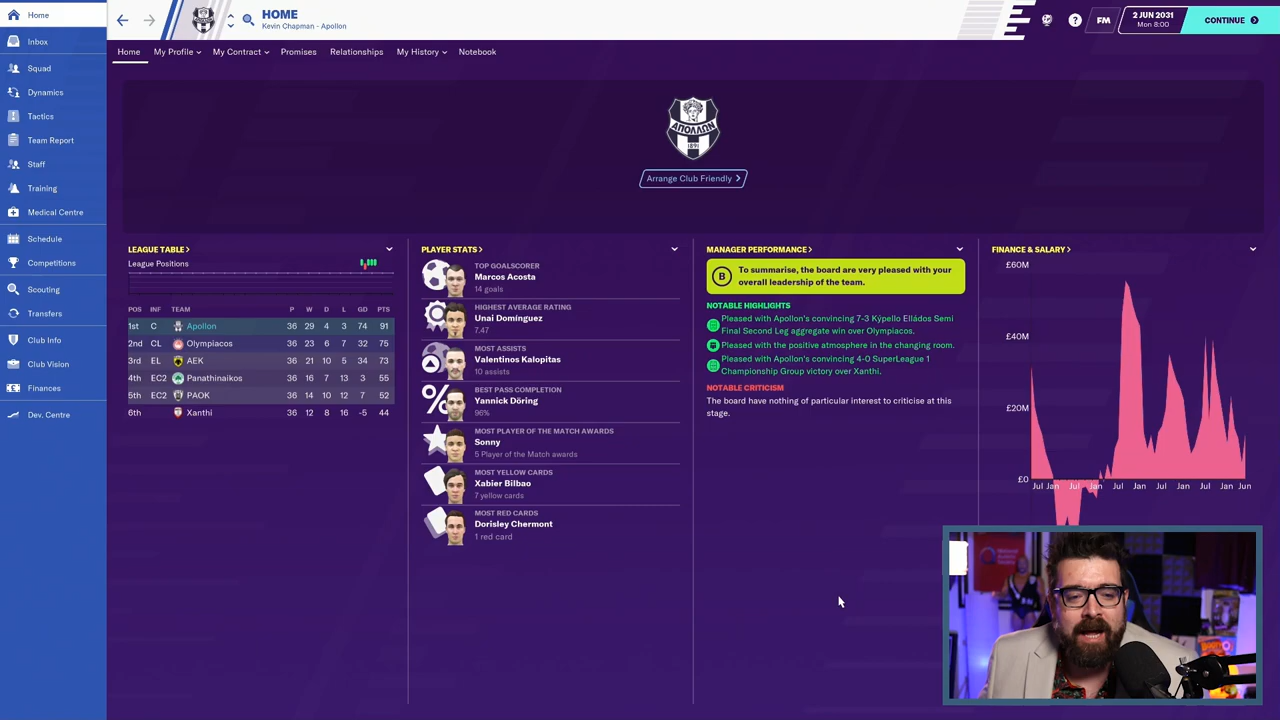 Home
Inbox
Squad
Dynamics
Tactics
Team Report
Staff
Training
Medical Centre
Schedule
Competitions
Scouting
Transfers
Club Info
Club Vision
Finances
Dev. Centre
HOME
Kevin Chapman - Apollon
?
FM
2 JUN 2031
Mon 8:00
CONTINUE
Home My Profile My Contract Promises Relationships My History Notebook
ΑΠΟΛΛΩΝ
1891
Arrange Club Friendly
LEAGUE TABLE
League Positions
POS INF TEAM P W D L GD PTS
1st C Apollon 36 29 4 3 74 91
2nd CL Olympiacos 36 23 6 7 32 75
3rd EL AEK 36 21 10 5 34 73
4th EC2 Panathinaikos 36 16 7 13 3 55
5th EC2 PAOK 36 14 10 12 7 52
6th Xanthi 36 12 8 16 -5 44
PLAYER STATS
TOP GOALSCORER
Marcos Acosta
14 goals
HIGHEST AVERAGE RATING
Unai Domínguez
7.47
MOST ASSISTS
Valentinos Kalopitas
10 assists
BEST PASS COMPLETION
Yannick Döring
96%
MOST PLAYER OF THE MATCH AWARDS
Sonny
5 Player of the Match awards
MOST YELLOW CARDS
Xabier Bilbao
7 yellow cards
MOST RED CARDS
Dorisley Chermont
1 red card
MANAGER PERFORMANCE
B
To summarise, the board are very pleased with your
overall leadership of the team.
NOTABLE HIGHLIGHTS
Pleased with Apollon's convincing 7-3 Kýpello Elládos Semi
Final Second Leg aggregate win over Olympiacos.
Pleased with the positive atmosphere in the changing room.
Pleased with Apollon's convincing 4-0 SuperLeague 1
Championship Group victory over Xanthi.
NOTABLE CRITICISM
The board have nothing of particular interest to criticise at this
stage.
FINANCE & SALARY
£60M
£40M
£20M
£0
Jul Jan Jul Jan Jul Jan Jul Jan Jul Jan Jun